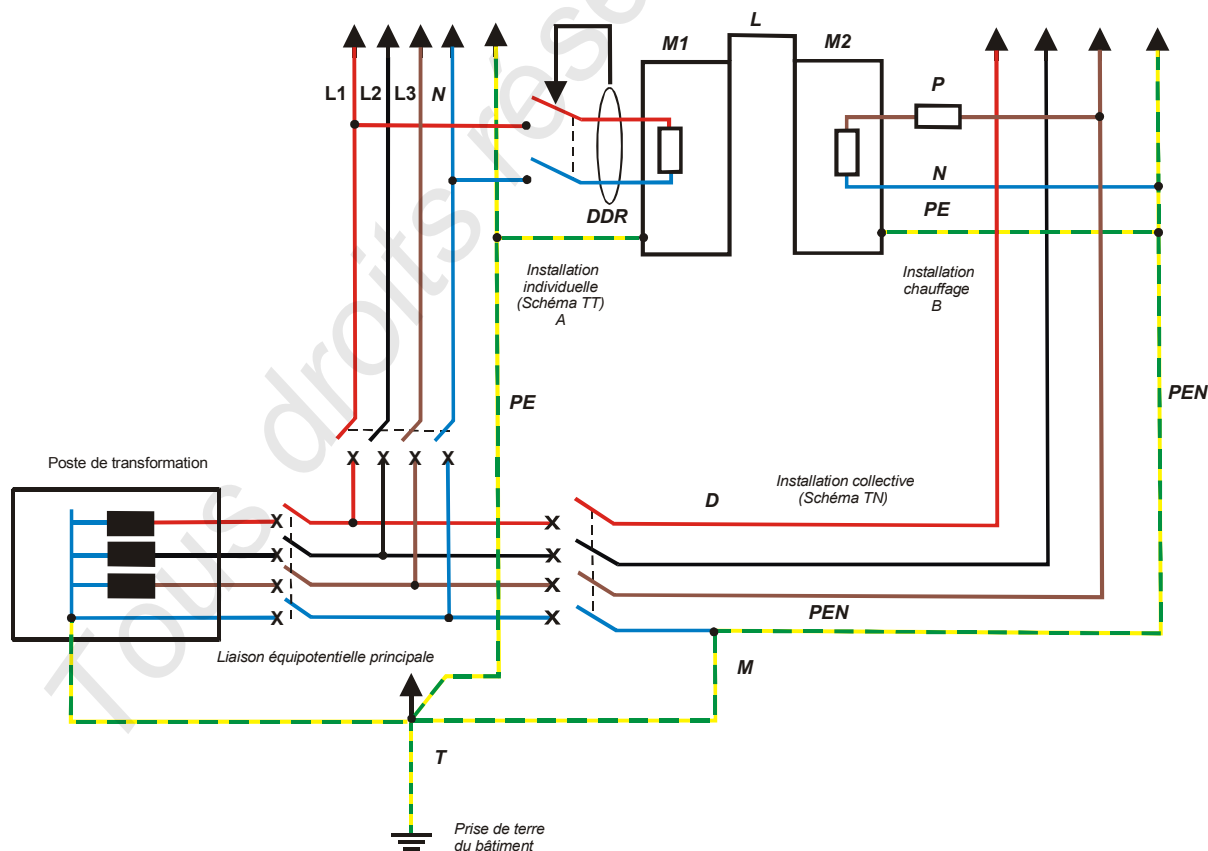 L
M1
M2
L1
L2
L3
N
P
N
DDR
PE
Installation
individuelle
(Schéma TT)
A
Installation
chauffage
B
PE
PEN
Poste de transformation
X X X X
D
Installation collective
(Schéma TN)
X
X
X
X
X
X
X
X
PEN
Liaison équipotentielle principale
M
T
Prise de terre
du bâtiment
Tous droits rese